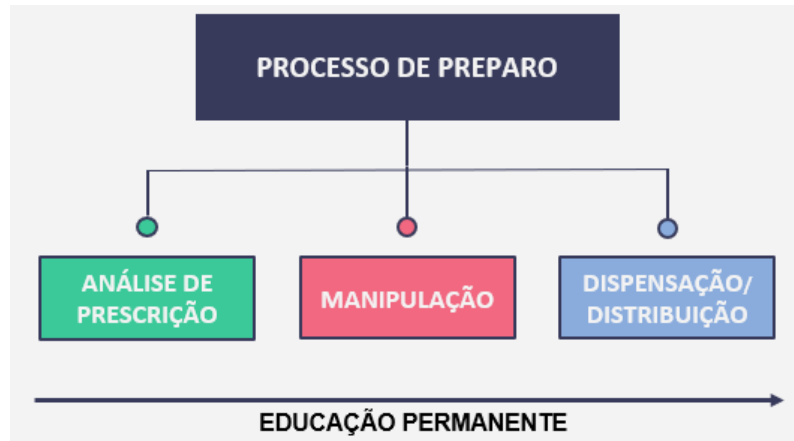 PROCESSO DE PREPARO
ANÁLISE DE
PRESCRIÇÃO
MANIPULAÇÃO
DISPENSAÇÃO/
DISTRIBUIÇÃO
EDUCAÇÃO PERMANENTE